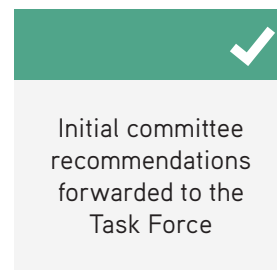 Initial committee
recommendations
forwarded to the
Task Force